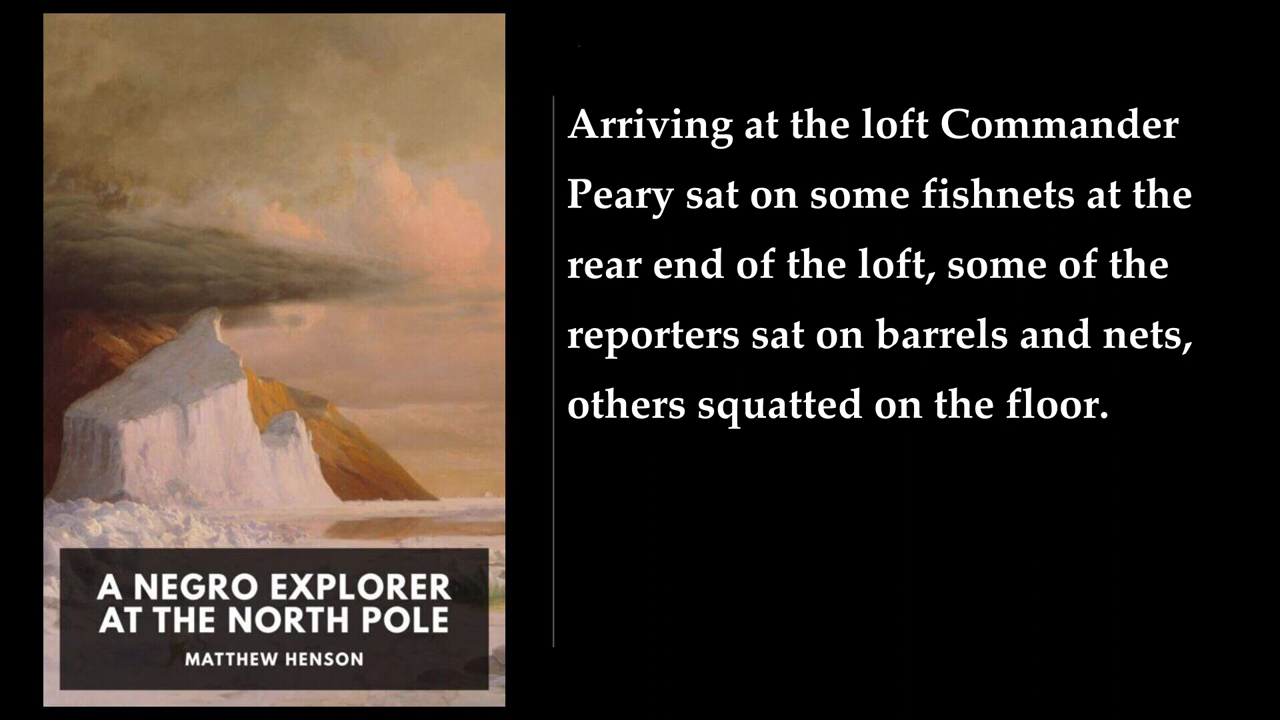 Arriving at the loft Commander
Peary sat on some fishnets at the
rear end of the loft, some of the
reporters sat on barrels and nets,
others squatted on the floor.
A NEGRO EXPLORER
AT THE NORTH POLE
MATTHEW HENSON